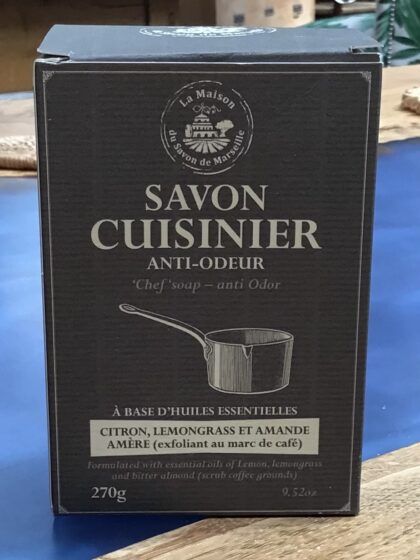 La Maison
du Savon de Marseille
SAVON
CUISINIER
ANTI-ODEUR
'Chef 'soap – anti Odor
À BASE D'HUILES ESSENTIELLES
CITRON, LEMONGRASS ET AMANDE
AMÈRE (exfoliant au marc de café)
Formulated with essential oils of Lemon, lemongrass
and bitter almond (scrub coffee grounds)
270g 9.52oz